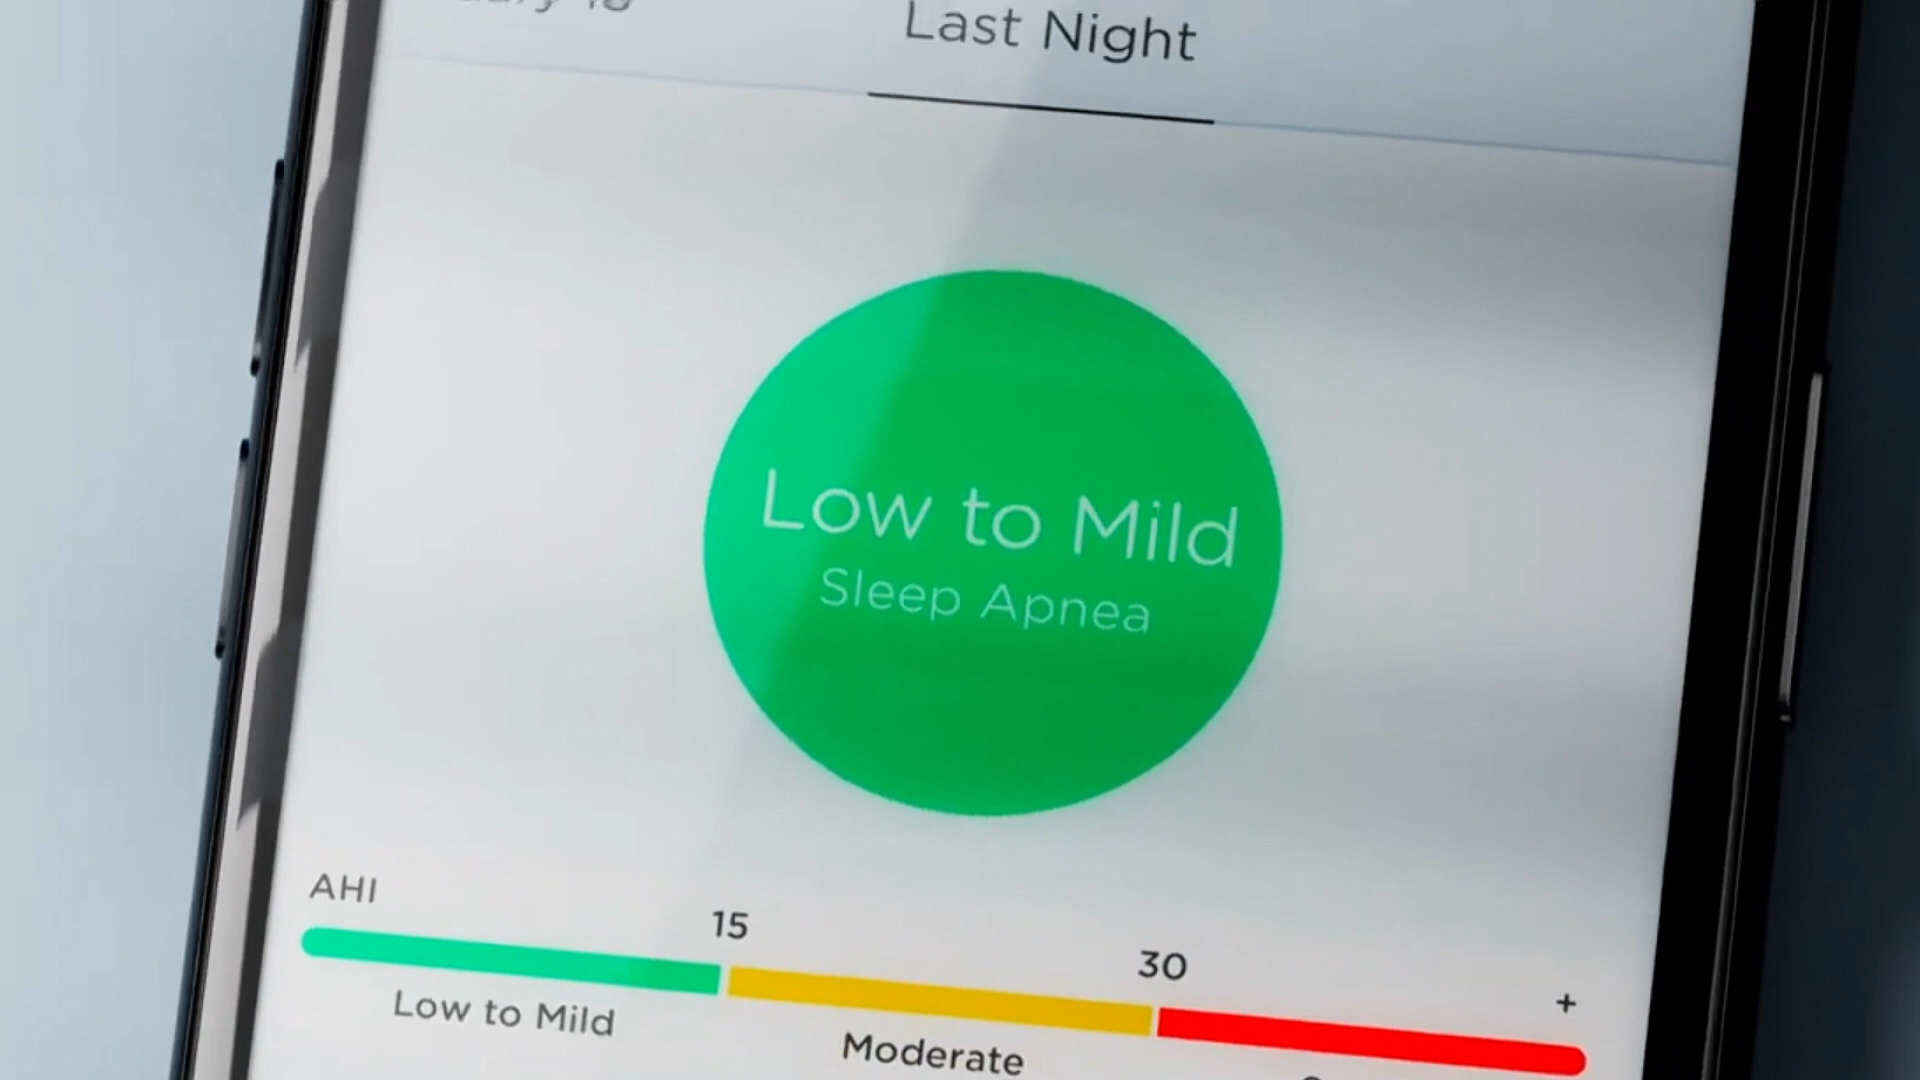 Last Night
Low to Mild
Sleep Apnea
AHI
15
30
+
Low to Mild
Moderate